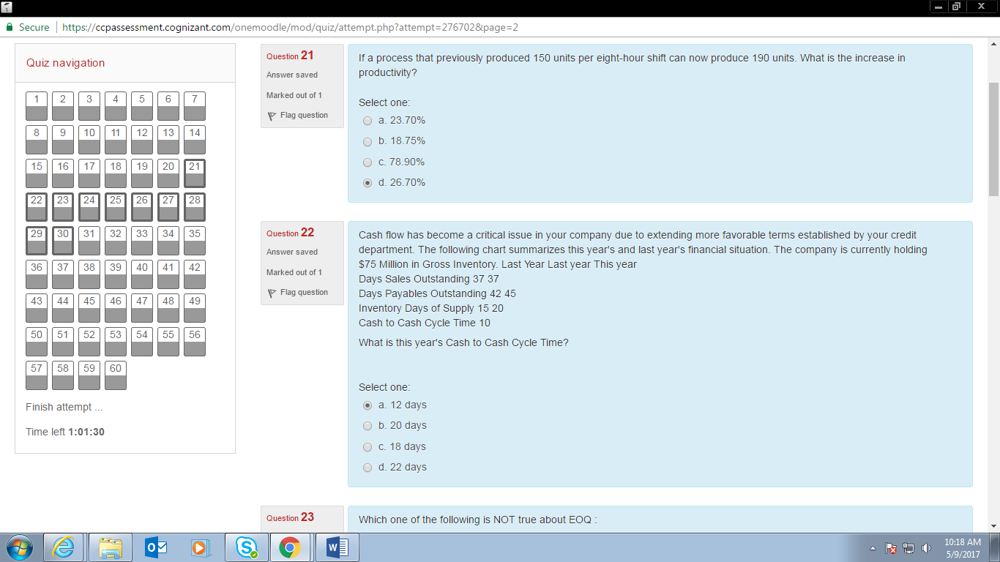 Secure https://ccpassessment.cognizant.com/onemoodle/mod/quiz/attempt.php?attempt=276702&page=2
Quiz navigation
1 2 3 4 5 6 7
8 9 10 11 12 13 14
15 16 17 18 19 20 21
22 23 24 25 26 27 28
29 30 31 32 33 34 35
36 37 38 39 40 41 42
43 44 45 46 47 48 49
50 51 52 53 54 55 56
57 58 59 60
Finish attempt ...
Time left 1:01:30
Question 21
Answer saved
Marked out of 1
Flag question
If a process that previously produced 150 units per eight-hour shift can now produce 190 units. What is the increase in
productivity?
Select one:
a. 23.70%
b. 18.75%
c. 78.90%
d. 26.70%
Question 22
Answer saved
Marked out of 1
Flag question
Cash flow has become a critical issue in your company due to extending more favorable terms established by your credit
department. The following chart summarizes this year's and last year's financial situation. The company is currently holding
$75 Million in Gross Inventory. Last Year Last year This year
Days Sales Outstanding 37 37
Days Payables Outstanding 42 45
Inventory Days of Supply 15 20
Cash to Cash Cycle Time 10
What is this year's Cash to Cash Cycle Time?
Select one:
a. 12 days
b. 20 days
c. 18 days
d. 22 days
Question 23
Which one of the following is NOT true about EOQ :
10:18 AM
5/9/2017